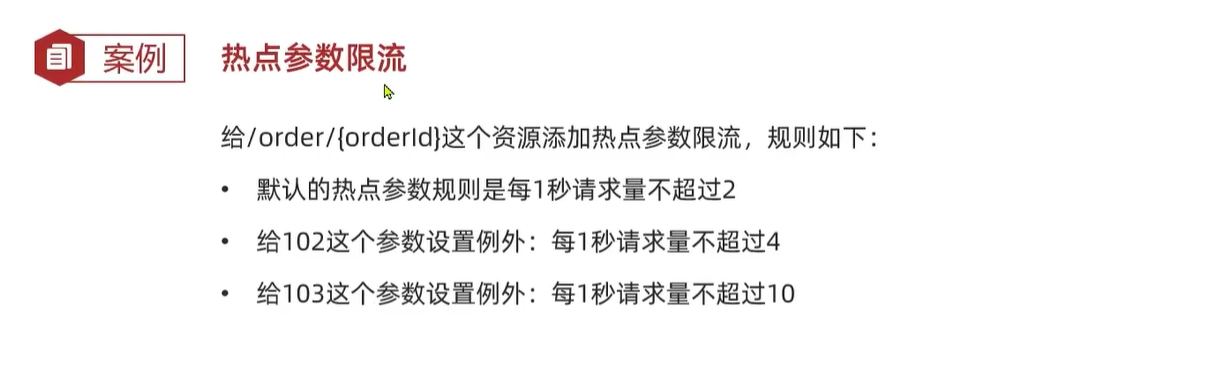 案例 热点参数限流
给/order/{orderId}这个资源添加热点参数限流，规则如下：
• 默认的热点参数规则是每1秒请求量不超过2
• 给102这个参数设置例外：每1秒请求量不超过4
• 给103这个参数设置例外：每1秒请求量不超过10